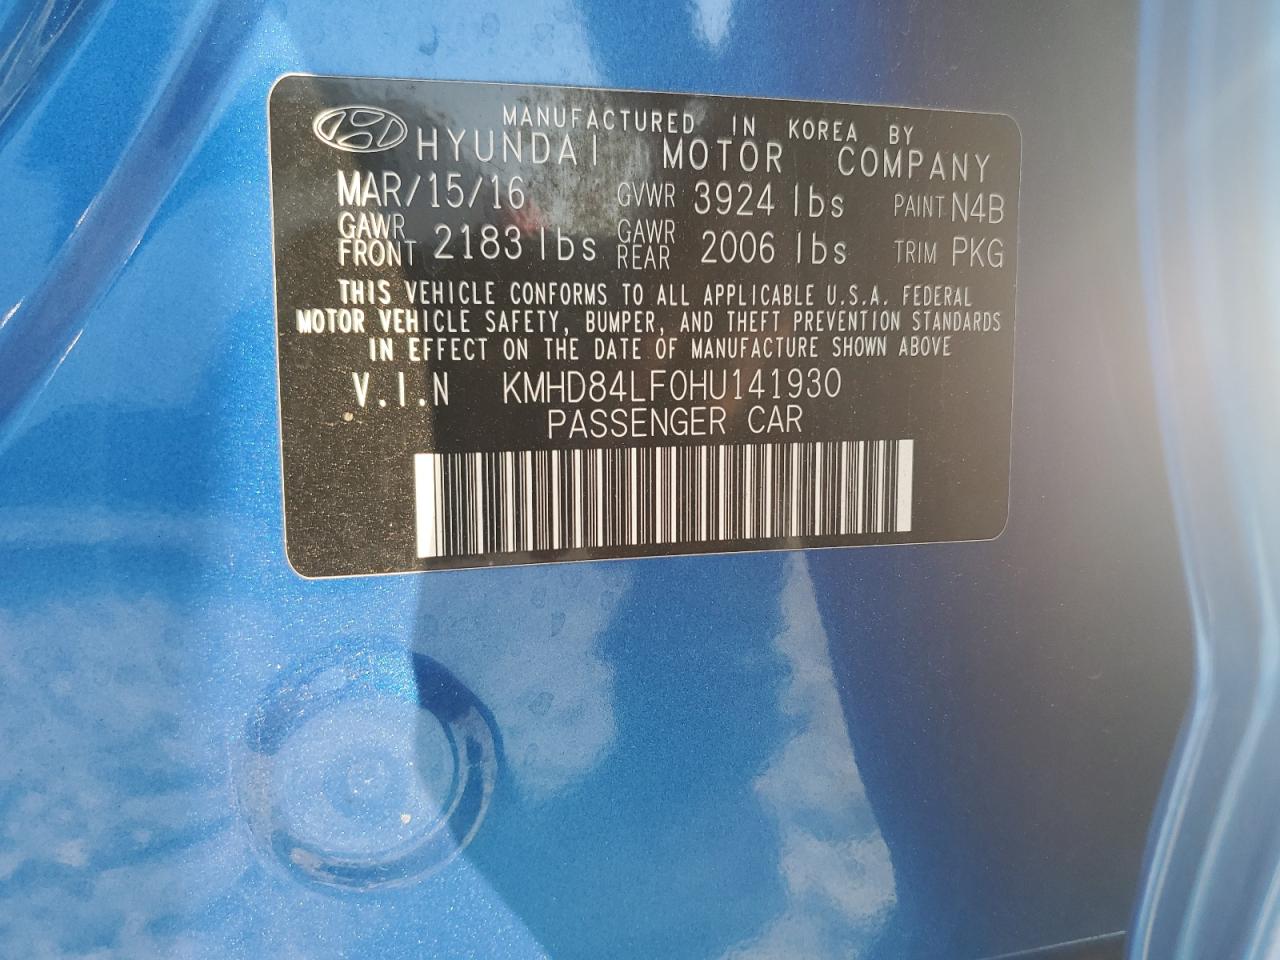 MANUFACTURED IN KOREA BY
HYUNDAI MOTOR COMPANY
MAR/15/16 GVWR 3924 lbs PAINT N4B
GAWR FRONT 2183 lbs GAWR REAR 2006 lbs TRIM PKG
THIS VEHICLE CONFORMS TO ALL APPLICABLE U.S.A. FEDERAL
MOTOR VEHICLE SAFETY, BUMPER, AND THEFT PREVENTION STANDARDS
IN EFFECT ON THE DATE OF MANUFACTURE SHOWN ABOVE
V.I.N KMHD84LF0HU141930
PASSENGER CAR